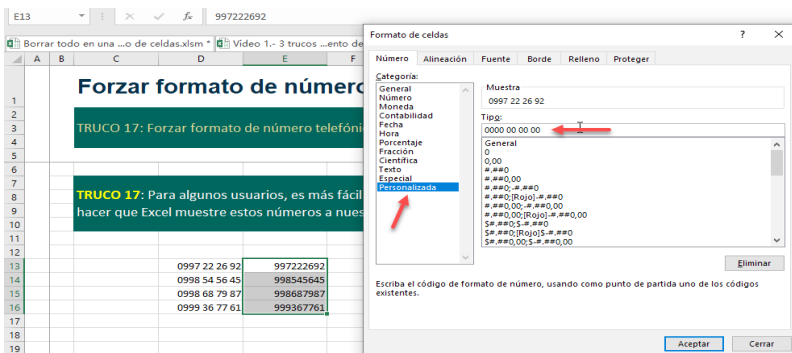 E13
fx
997222692
Borrar todo en una ...o de celdas.xlsm *
Vídeo 1.- 3 trucos ...ento de
A B C D E F
1
Forzar formato de número
2
3
TRUCO 17: Forzar formato de número telefóni
4
5
6
7
8
TRUCO 17: Para algunos usuarios, es más fácil
9
hacer que Excel muestre estos números a nues
10
11
12
13 0997 22 26 92 997222692
14 0998 54 56 45 998545645
15 0998 68 79 87 998687987
16 0999 36 77 61 999367761
17
18
19
Formato de celdas
?
Número Alineación Fuente Borde Relleno Proteger
Categoría:
General
Número
Moneda
Contabilidad
Fecha
Hora
Porcentaje
Fracción
Científica
Texto
Especial
Personalizada
Muestra
0997 22 26 92
Tipo:
0000 00 00 00
General
0
0,00
#.##0
#.##0,00
#.##0;-#.##0
#.##0;[Rojo]-#.##0
#.##0,00;-#.##0,00
#.##0,00;[Rojo]-#.##0,00
$#.##0;$-#.##0
$#.##0;[Rojo]$-#.##0
$#.##0,00;$-#.##0,00
Eliminar
Escriba el código de formato de número, usando como punto de partida uno de los códigos
existentes.
Aceptar
Cerrar